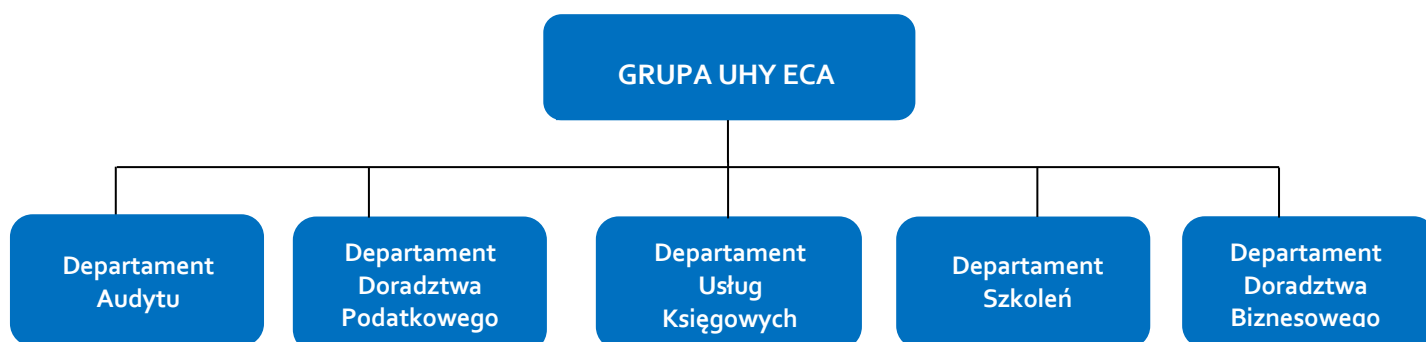 GRUPA UHY ECA
Departament
Audytu
Departament
Doradztwa
Podatkowego
Departament
Usług
Księgowych
Departament
Szkoleń
Departament
Doradztwa
Biznesowego